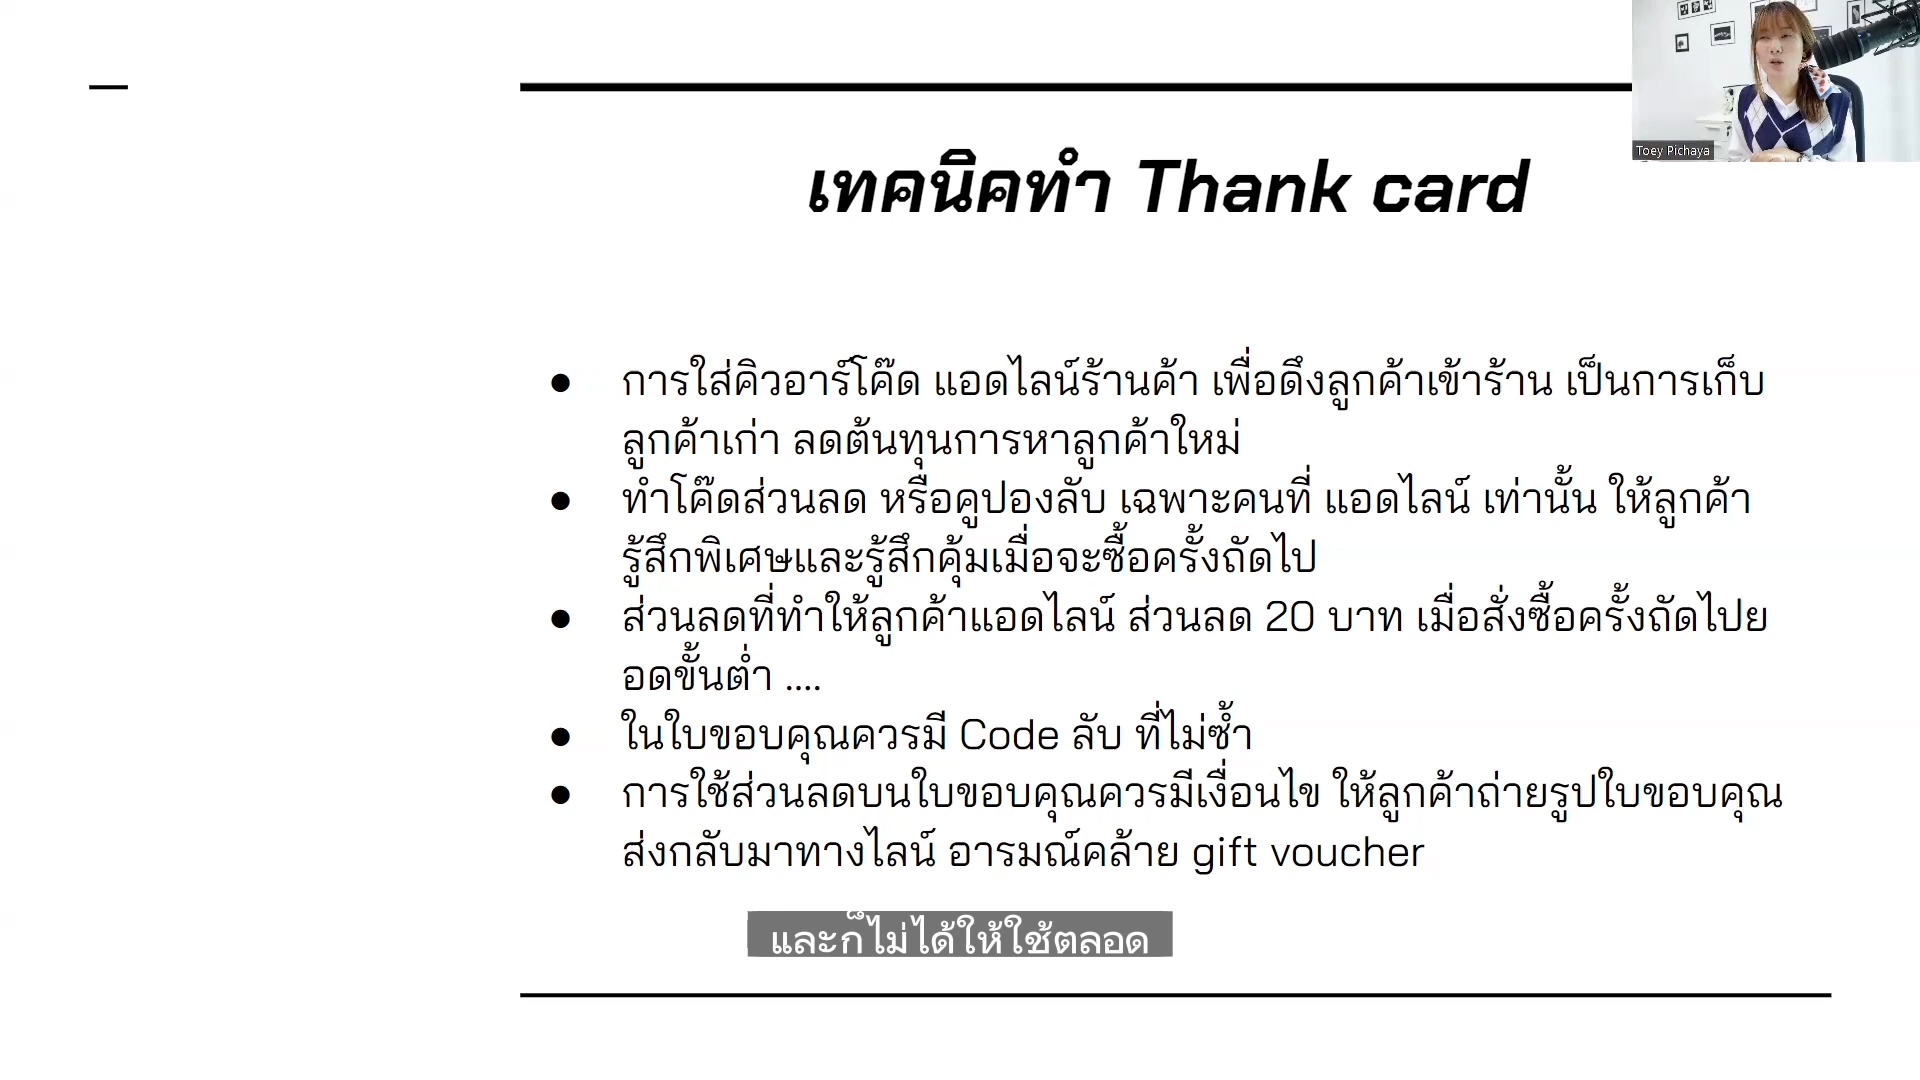 Toey Pichaya
เทคนิคทำ Thank card
● การใส่คิวอาร์โค๊ด แอดไลน์ร้านค้า เพื่อดึงลูกค้าเข้าร้าน เป็นการเก็บ
ลูกค้าเก่า ลดต้นทุนการหาลูกค้าใหม่
● ทำโค๊ดส่วนลด หรือคูปองลับ เฉพาะคนที่ แอดไลน์ เท่านั้น ให้ลูกค้า
รู้สึกพิเศษและรู้สึกคุ้มเมื่อจะซื้อครั้งถัดไป
● ส่วนลดที่ทำให้ลูกค้าแอดไลน์ ส่วนลด 20 บาท เมื่อสั่งซื้อครั้งถัดไปย
อดขั้นต่ำ ....
● ในใบขอบคุณควรมี Code ลับ ที่ไม่ซ้ำ
● การใช้ส่วนลดบนใบขอบคุณควรมีเงื่อนไข ให้ลูกค้าถ่ายรูปใบขอบคุณ
ส่งกลับมาทางไลน์ อารมณ์คล้าย gift voucher
และก็ไม่ได้ให้ใช้ตลอด